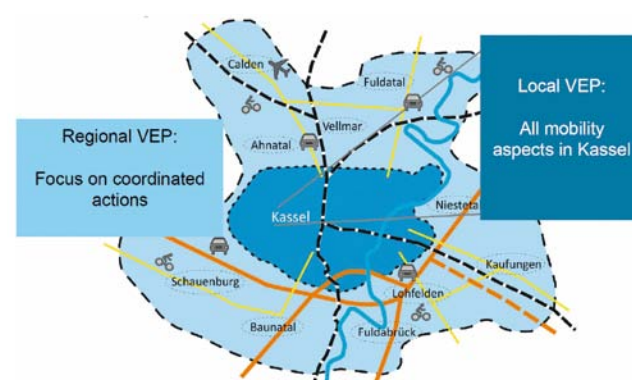 Calden
Fuldatal
Vellmar
Ahnatal
Regional VEP:
Focus on coordinated
actions
Local VEP:
All mobility
aspects in Kassel
Kassel
Niestetal
Kaufungen
Schauenburg
Lohfelden
Baunatal
Fuldabrück